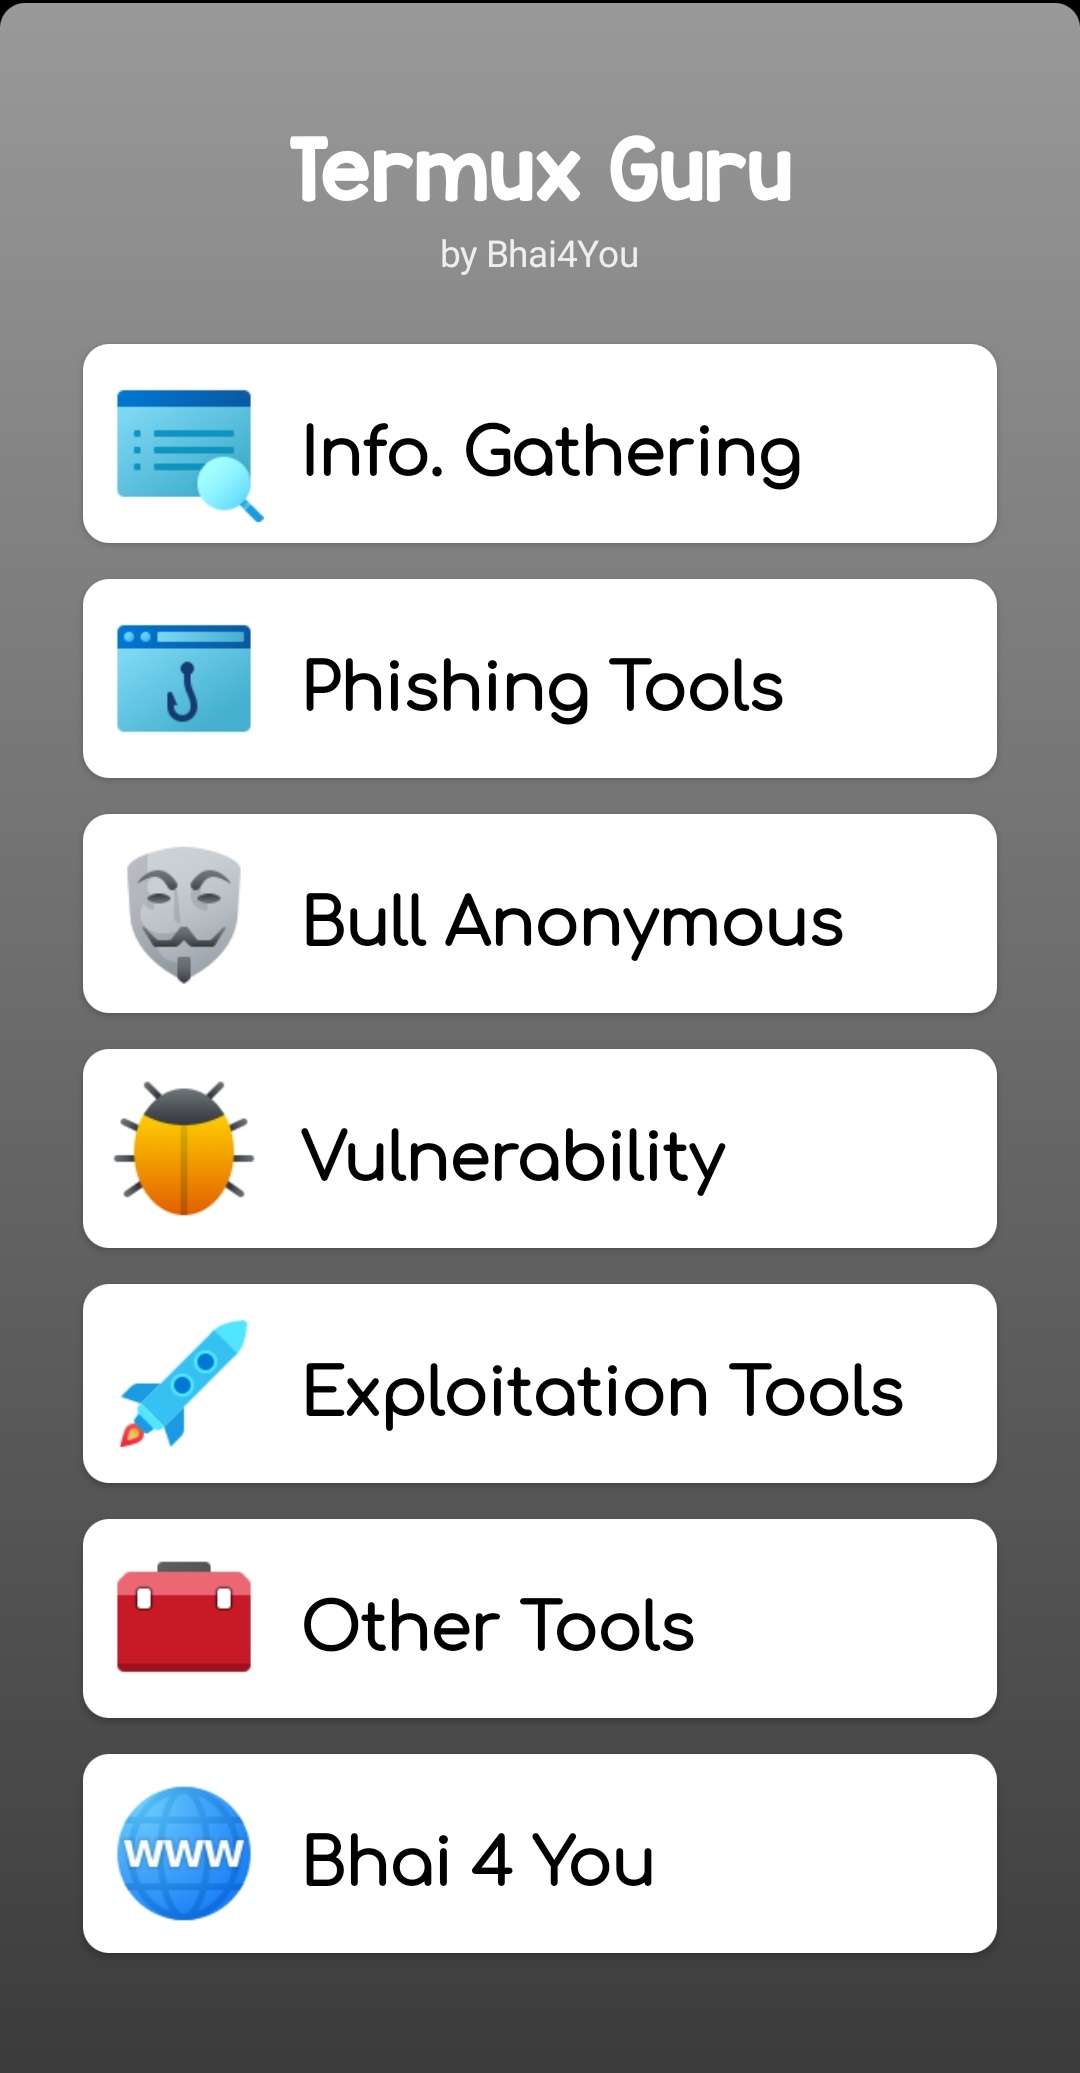 Termux Guru
by Bhai4You
Info. Gathering
Phishing Tools
Bull Anonymous
Vulnerability
Exploitation Tools
Other Tools
www
Bhai 4 You